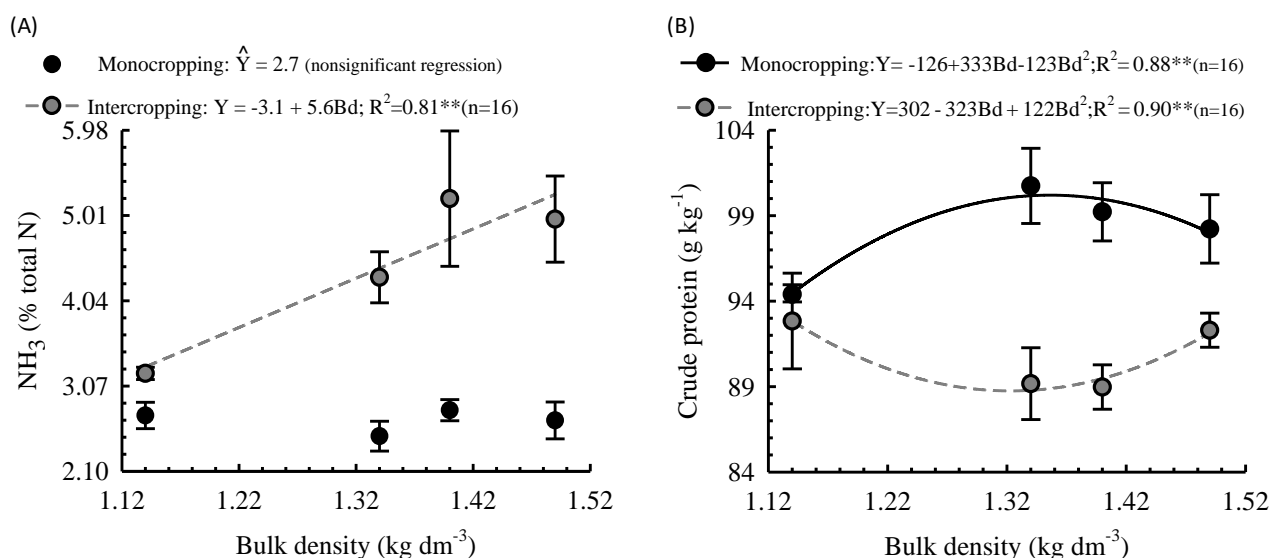 (A)
Monocropping: Ŷ = 2.7 (nonsignificant regression)
Intercropping: Y = -3.1 + 5.6Bd; R²=0.81**(n=16)
5.98
5.01
4.04
3.07
2.10
NH₃ (% total N)
1.12 1.22 1.32 1.42 1.52
Bulk density (kg dm⁻³)
(B)
Monocropping:Y= -126+333Bd-123Bd²;R²= 0.88**(n=16)
Intercropping:Y=302 - 323Bd + 122Bd²;R²= 0.90**(n=16)
104
99
94
89
84
Crude protein (g kg⁻¹)
1.12 1.22 1.32 1.42 1.52
Bulk density (kg dm⁻³)